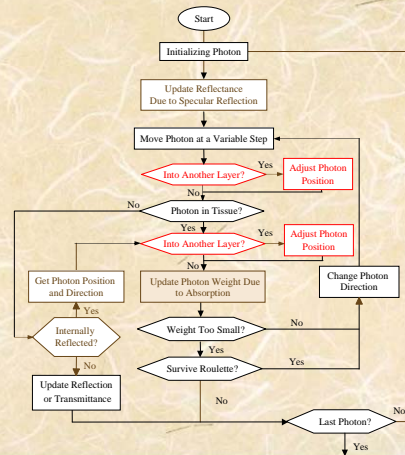 Start
Initializing Photon
Update Reflectance
Due to Specular Reflection
Move Photon at a Variable Step
Into Another Layer?
Yes
Adjust Photon
Position
No
No
Photon in Tissue?
Yes
Into Another Layer?
Yes
Adjust Photon
Position
No
Get Photon Position
and Direction
Update Photon Weight Due
to Absorption
Change Photon
Direction
Yes
Internally
Reflected?
Weight Too Small?
No
Yes
No
Survive Roulette?
Yes
Update Reflection
or Transmittance
No
Last Photon?
No
Yes